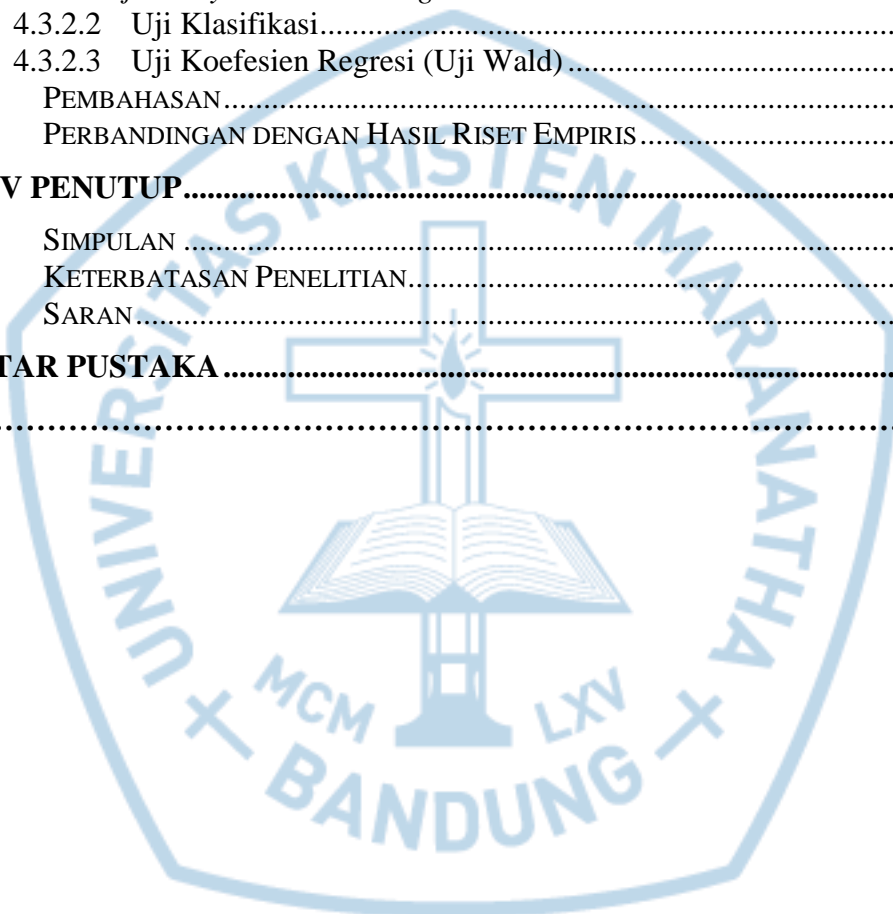 4.3.2.2 Uji Klasifikasi
4.3.2.3 Uji Koefesien Regresi (Uji Wald)
PEMBAHASAN
PERBANDINGAN DENGAN HASIL RISET EMPIRIS
V PENUTUP
SIMPULAN
KETERBATASAN PENELITIAN
SARAN
TAR PUSTAKA
UNIVERSITAS KRISTEN MARANATHA
MCM LXV
BANDUNG